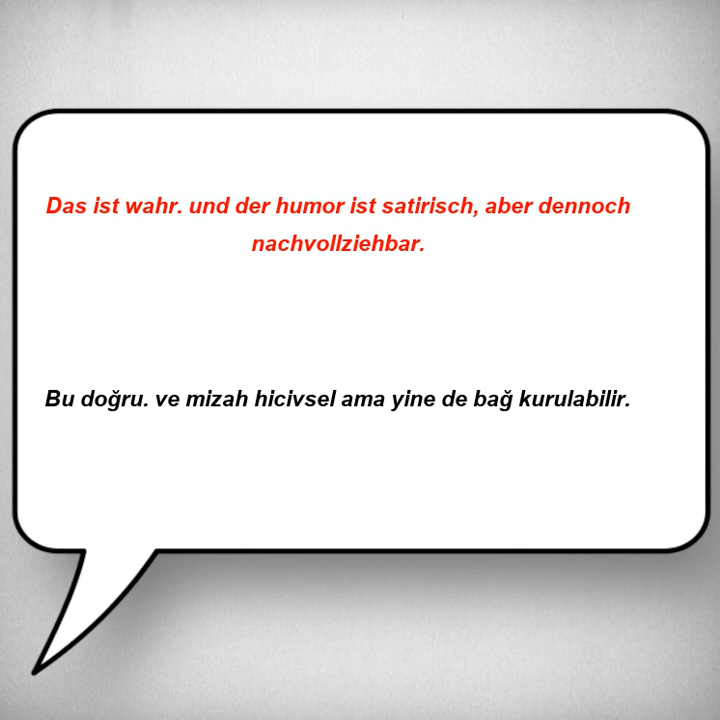 Das ist wahr. und der humor ist satirisch, aber dennoch
nachvollziehbar.
Bu doğru. ve mizah hicivsel ama yine de bağ kurulabilir.